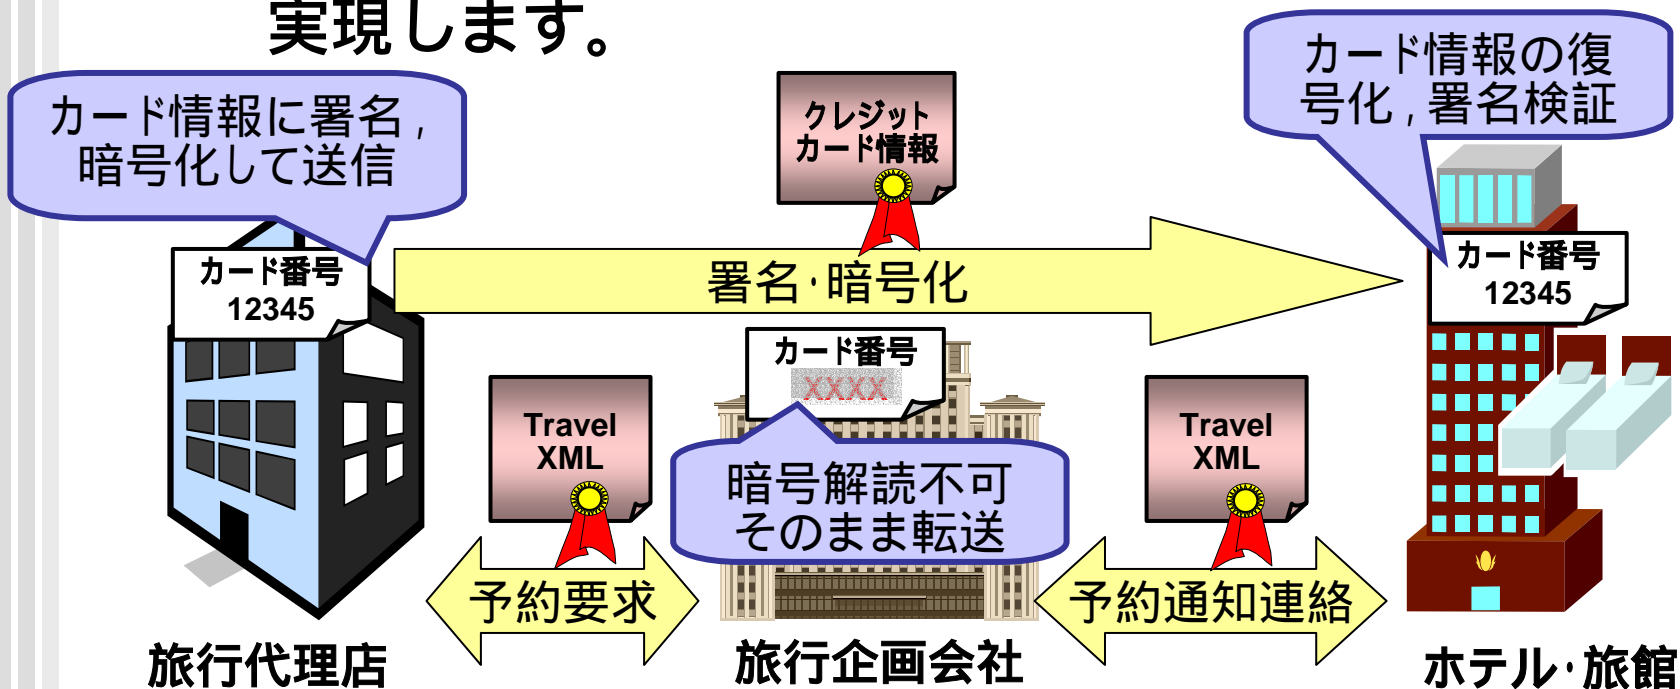 実現します。
カード情報に署名,
暗号化して送信
クレジット
カード情報
カード情報の復
号化,署名検証
カード番号
12345
署名・暗号化
カード番号
12345
カード番号
XXXX
Travel
XML
Travel
XML
暗号解読不可
そのまま転送
予約要求
予約通知連絡
旅行代理店
旅行企画会社
ホテル・旅館